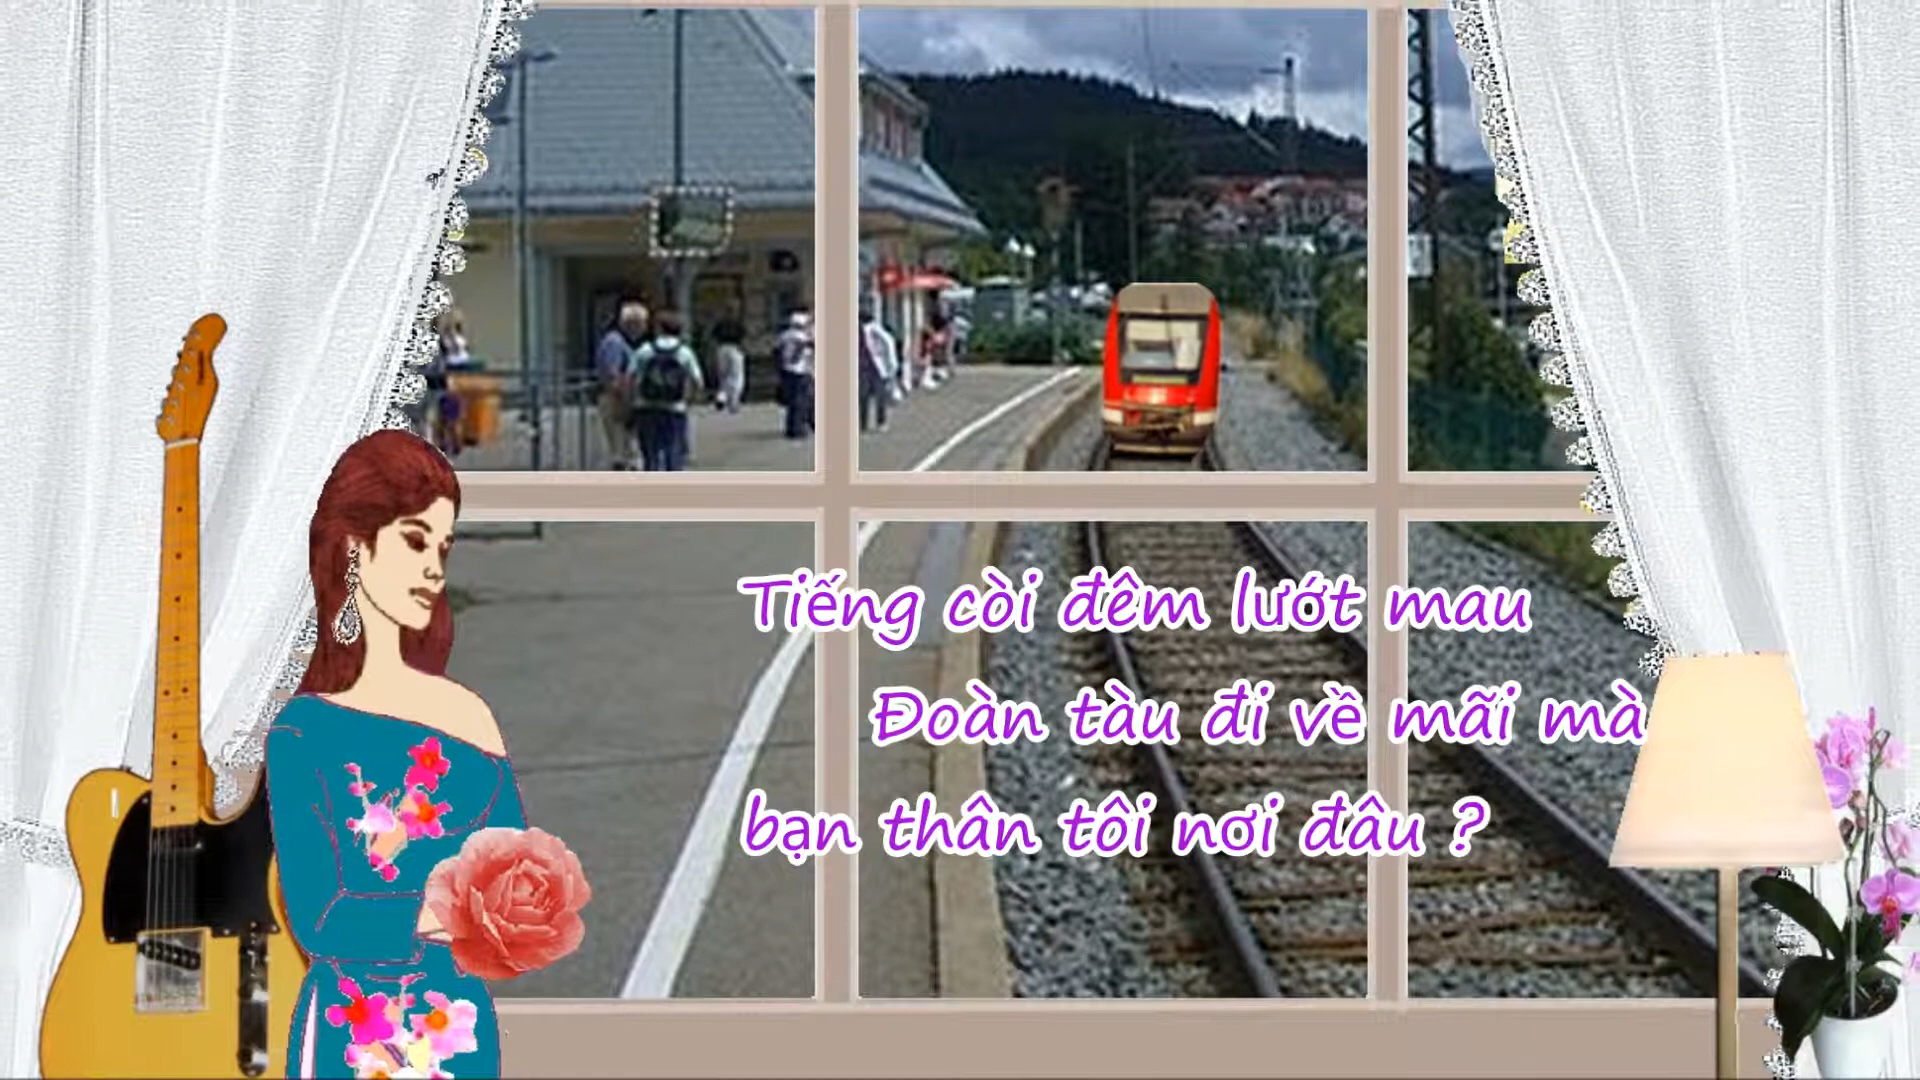 Tiếng còi đêm lướt mau
Đoàn tàu đi về mãi mà
bạn thân tôi nơi đâu ?